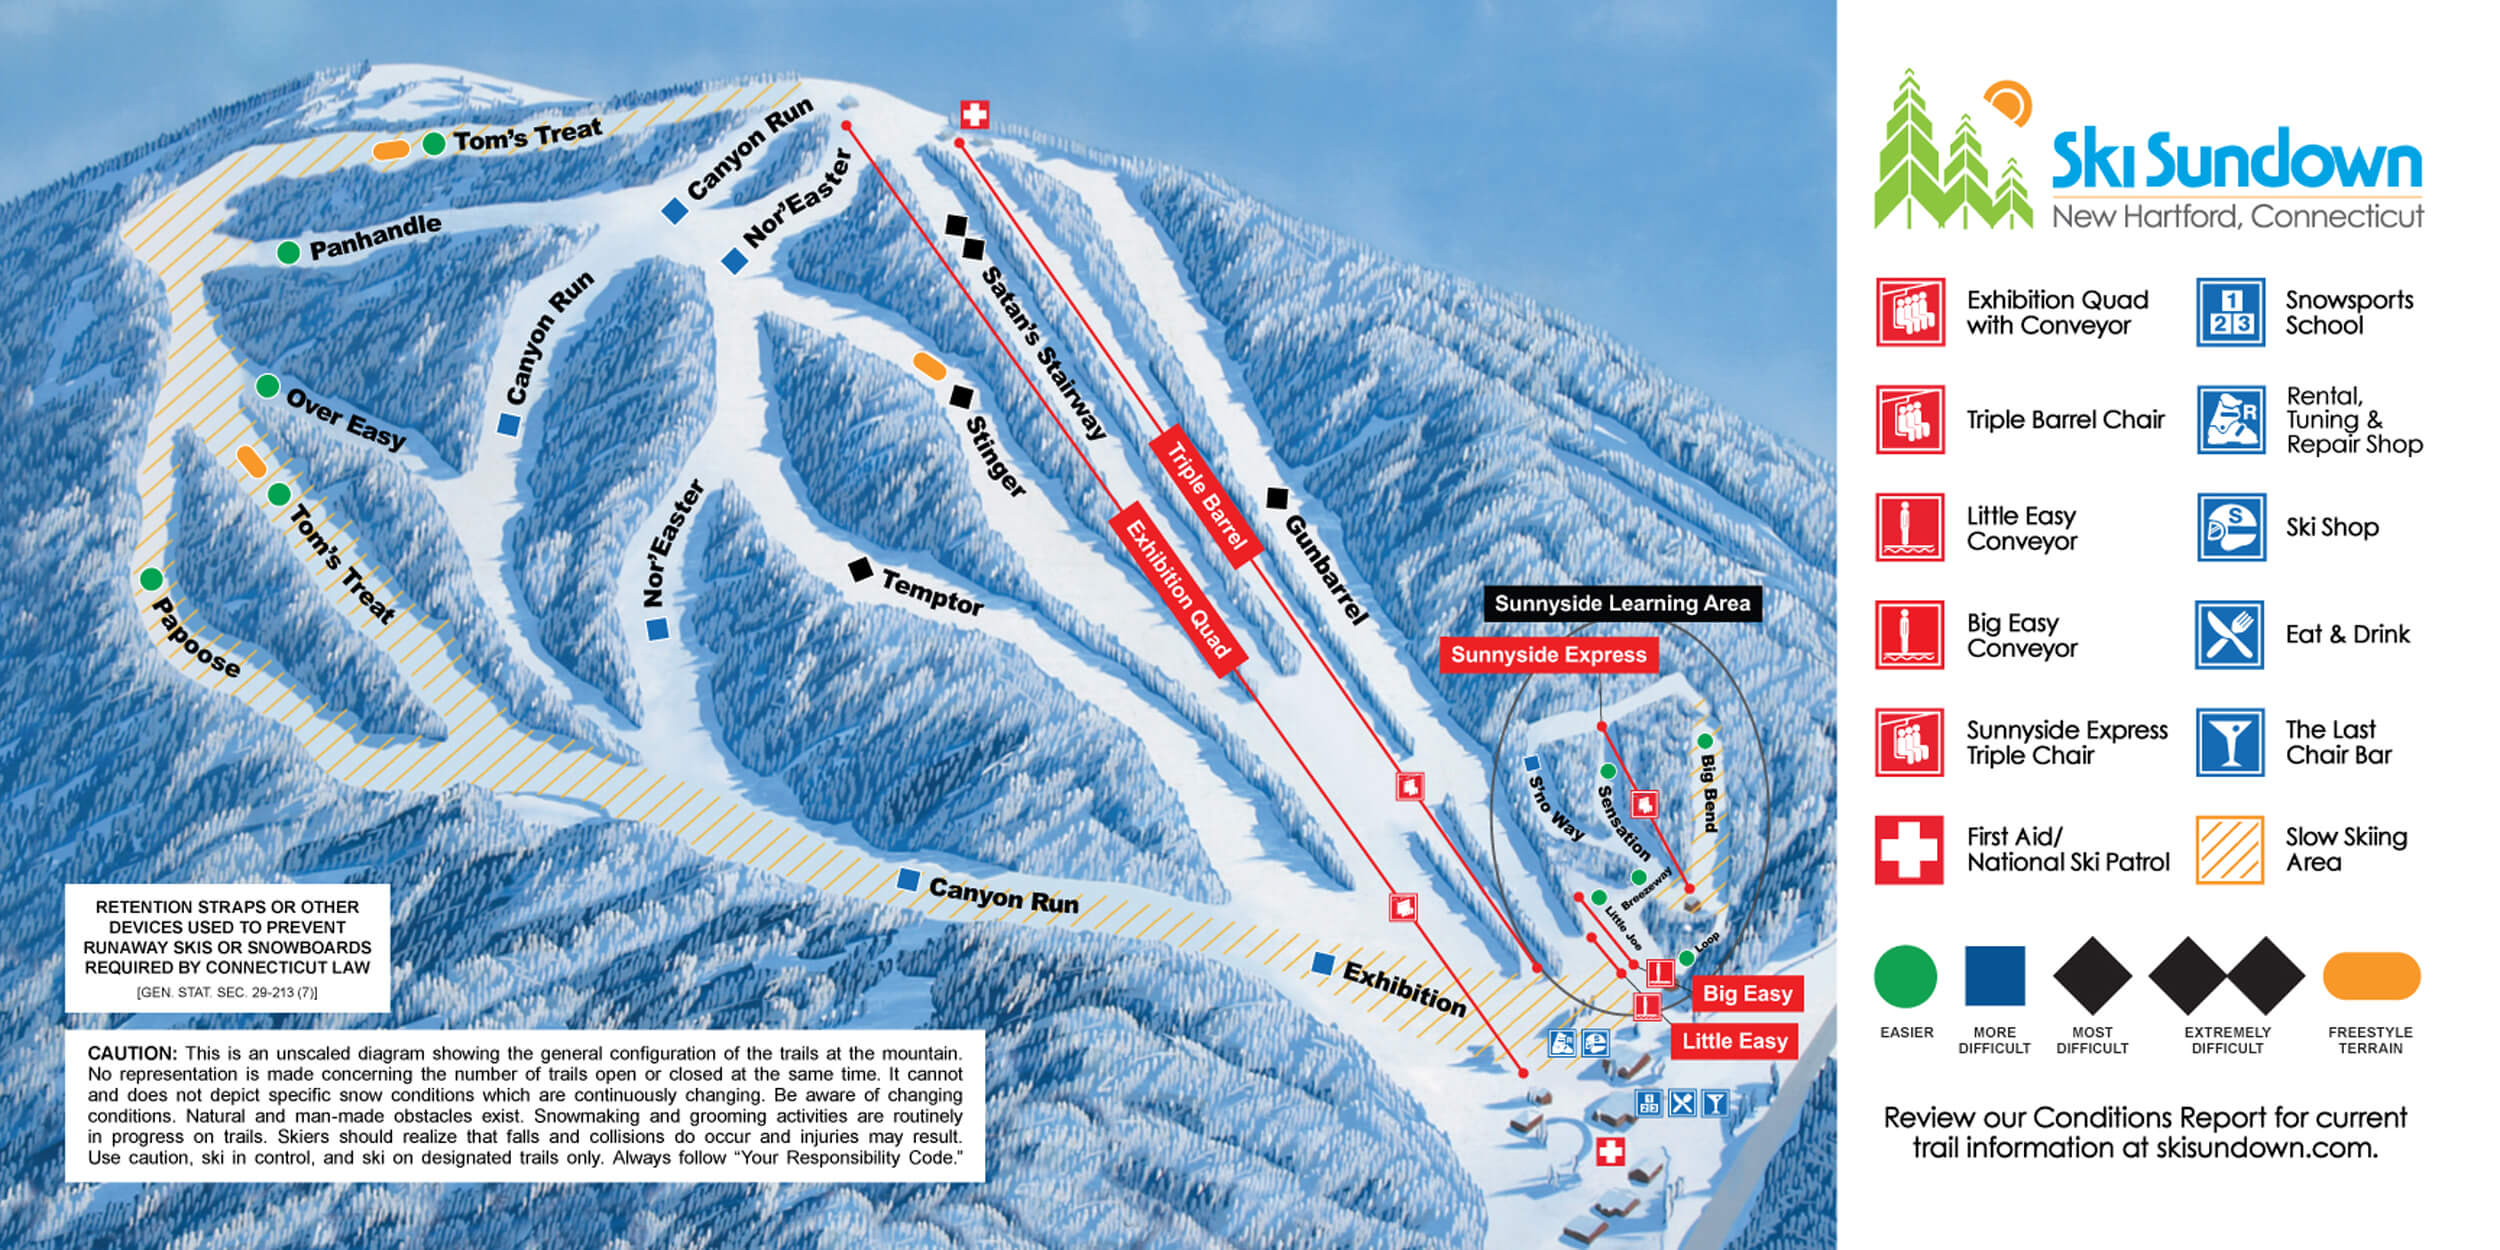 Tom's Treat
Canyon Run
Nor'Easter
Panhandle
Canyon Run
Over Easy
Tom's Treat
Papoose
Nor'Easter
Temptor
Stinger
Satan's Stairway
Triple Barrel
Exhibition Quad
Gunbarrel
Canyon Run
Exhibition
Sunnyside Learning Area
Sunnyside Express
S'no Way
Sensation
Big Bend
Breezeway
Little Joe
Loop
Big Easy
Little Easy
RETENTION STRAPS OR OTHER
DEVICES USED TO PREVENT
RUNAWAY SKIS OR SNOWBOARDS
REQUIRED BY CONNECTICUT LAW
[GEN. STAT. SEC. 29-213 (7)]
CAUTION: This is an unscaled diagram showing the general configuration of the trails at the mountain.
No representation is made concerning the number of trails open or closed at the same time. It cannot
and does not depict specific snow conditions which are continuously changing. Be aware of changing
conditions. Natural and man-made obstacles exist. Snowmaking and grooming activities are routinely
in progress on trails. Skiers should realize that falls and collisions do occur and injuries may result.
Use caution, ski in control, and ski on designated trails only. Always follow “Your Responsibility Code.”
Ski Sundown
New Hartford, Connecticut
Exhibition Quad
with Conveyor
Triple Barrel Chair
Little Easy
Conveyor
Big Easy
Conveyor
Sunnyside Express
Triple Chair
First Aid/
National Ski Patrol
1
2 3
Snowsports
School
R
Rental,
Tuning &
Repair Shop
S
Ski Shop
Eat & Drink
The Last
Chair Bar
Slow Skiing
Area
EASIER
MORE
DIFFICULT
MOST
DIFFICULT
EXTREMELY
DIFFICULT
FREESTYLE
TERRAIN
Review our Conditions Report for current
trail information at skisundown.com.